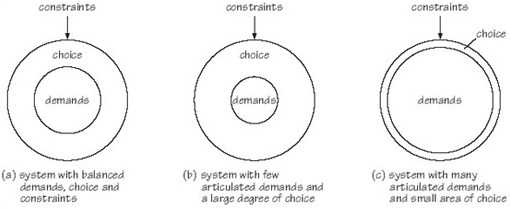 constraints
choice
demands
(a) system with balanced
demands, choice and
constraints
constraints
choice
demands
(b) system with few
articulated demands and
a large degree of choice
constraints
choice
demands
(c) system with many
articulated demands
and small area of choice